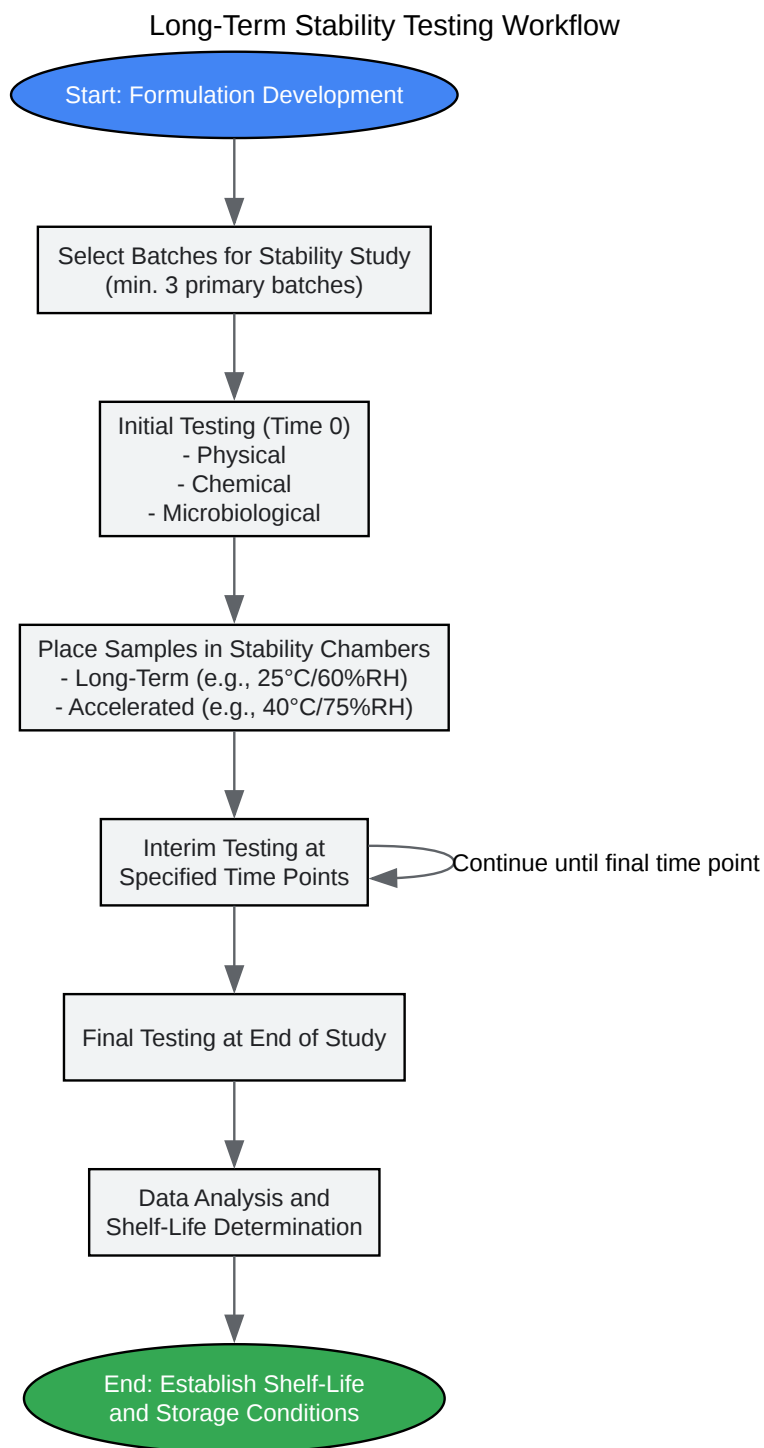 Long-Term Stability Testing Workflow
Start: Formulation Development
Select Batches for Stability Study
(min. 3 primary batches)
Initial Testing (Time 0)
- Physical
- Chemical
- Microbiological
Place Samples in Stability Chambers
- Long-Term (e.g., 25°C/60%RH)
- Accelerated (e.g., 40°C/75%RH)
Interim Testing at
Specified Time Points
Continue until final time point
Final Testing at End of Study
Data Analysis and
Shelf-Life Determination
End: Establish Shelf-Life
and Storage Conditions